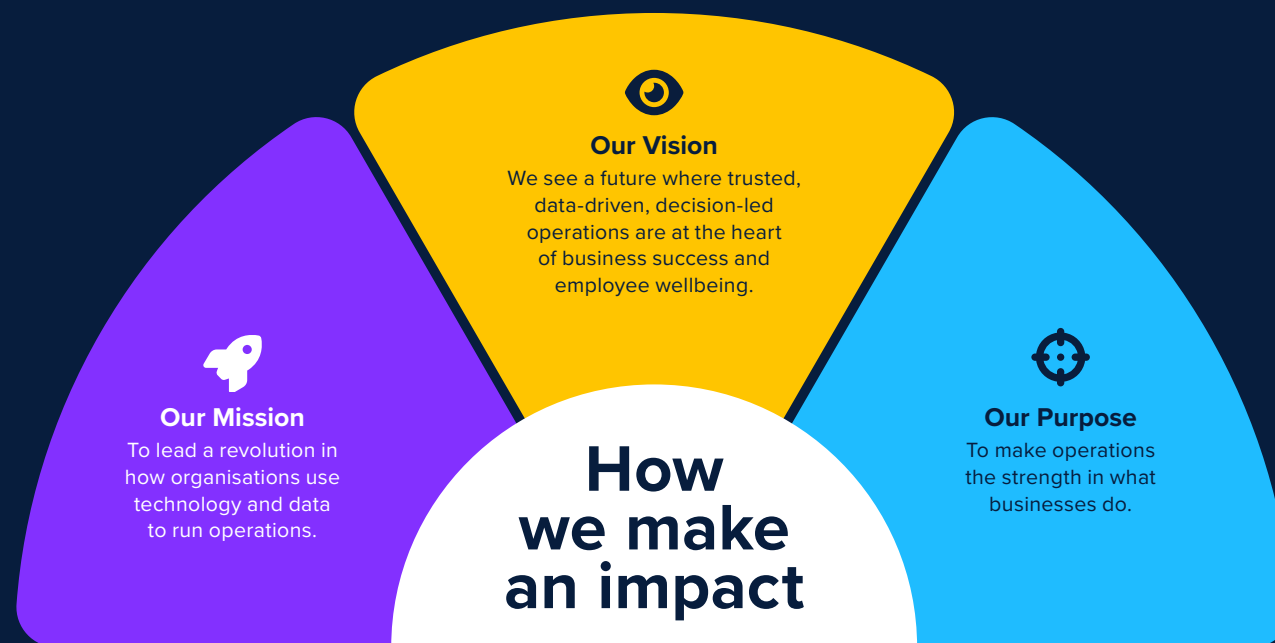 Our Vision
We see a future where trusted,
data-driven, decision-led
operations are at the heart
of business success and
employee wellbeing.
Our Mission
To lead a revolution in
how organisations use
technology and data
to run operations.
Our Purpose
To make operations
the strength in what
businesses do.
How
we make
an impact